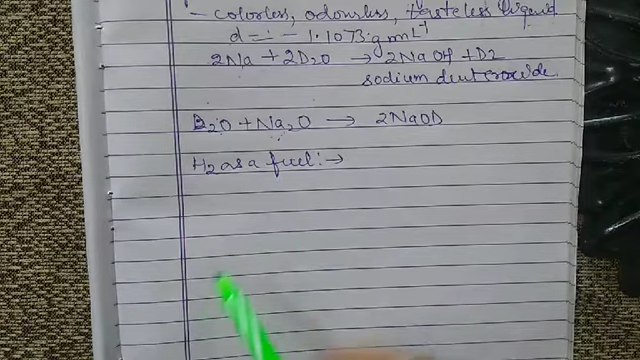 - colorless, odourless, tasteless liquid
d = :- 1.1073 g mL⁻¹
2Na + 2D₂O → 2NaOH + D2
sodium deuteroxide.
D₂O + Na₂O → 2NaOD
H₂ as a fuel :→